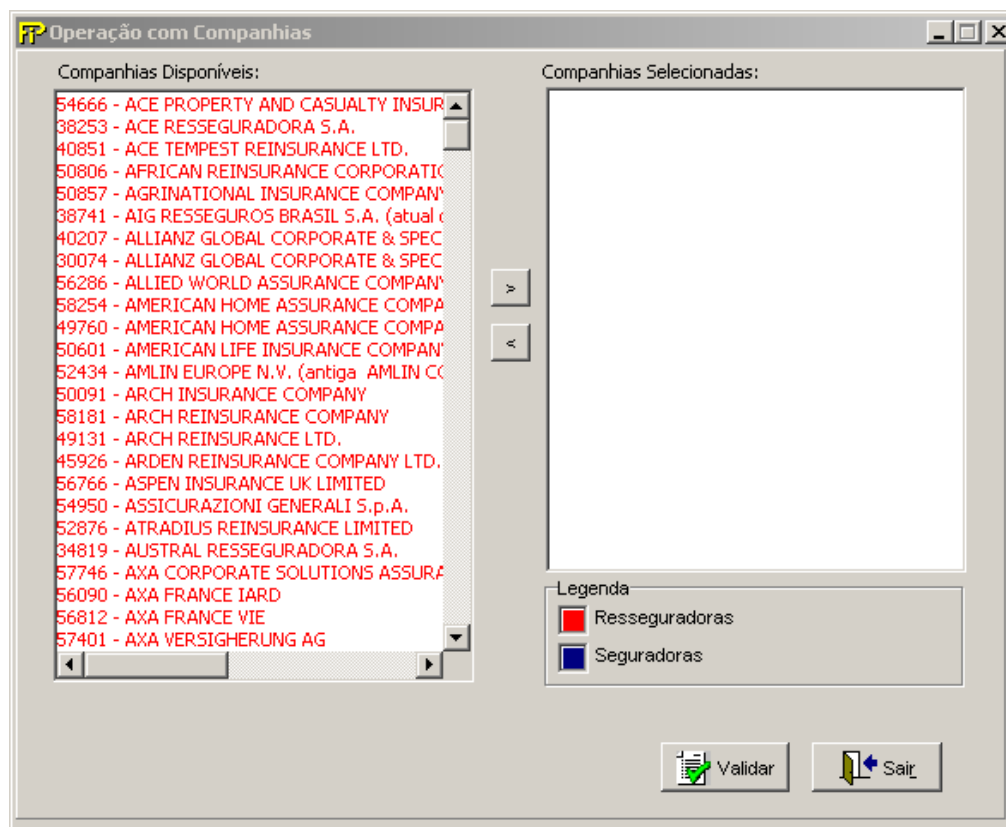 Operação com Companhias
Companhias Disponíveis:
54666 - ACE PROPERTY AND CASUALTY INSUR
38253 - ACE RESSEGURADORA S.A.
40851 - ACE TEMPEST REINSURANCE LTD.
50806 - AFRICAN REINSURANCE CORPORATIO
50857 - AGRINATIONAL INSURANCE COMPANY
38741 - AIG RESSEGUROS BRASIL S.A. (atual d
40207 - ALLIANZ GLOBAL CORPORATE & SPEC
30074 - ALLIANZ GLOBAL CORPORATE & SPEC
56286 - ALLIED WORLD ASSURANCE COMPANY
58254 - AMERICAN HOME ASSURANCE COMPA
49760 - AMERICAN HOME ASSURANCE COMPA
50601 - AMERICAN LIFE INSURANCE COMPANY
52434 - AMLIN EUROPE N.V. (antiga AMLIN CO
50091 - ARCH INSURANCE COMPANY
58181 - ARCH REINSURANCE COMPANY
49131 - ARCH REINSURANCE LTD.
45926 - ARDEN REINSURANCE COMPANY LTD.
56766 - ASPEN INSURANCE UK LIMITED
54950 - ASSICURAZIONI GENERALI S.p.A.
52876 - ATRADIUS REINSURANCE LIMITED
34819 - AUSTRAL RESSEGURADORA S.A.
57746 - AXA CORPORATE SOLUTIONS ASSURA
56090 - AXA FRANCE IARD
56812 - AXA FRANCE VIE
57401 - AXA VERSIGHERUNG AG
>
<
Companhias Selecionadas:
Legenda
Resseguradoras
Seguradoras
Validar
Sair